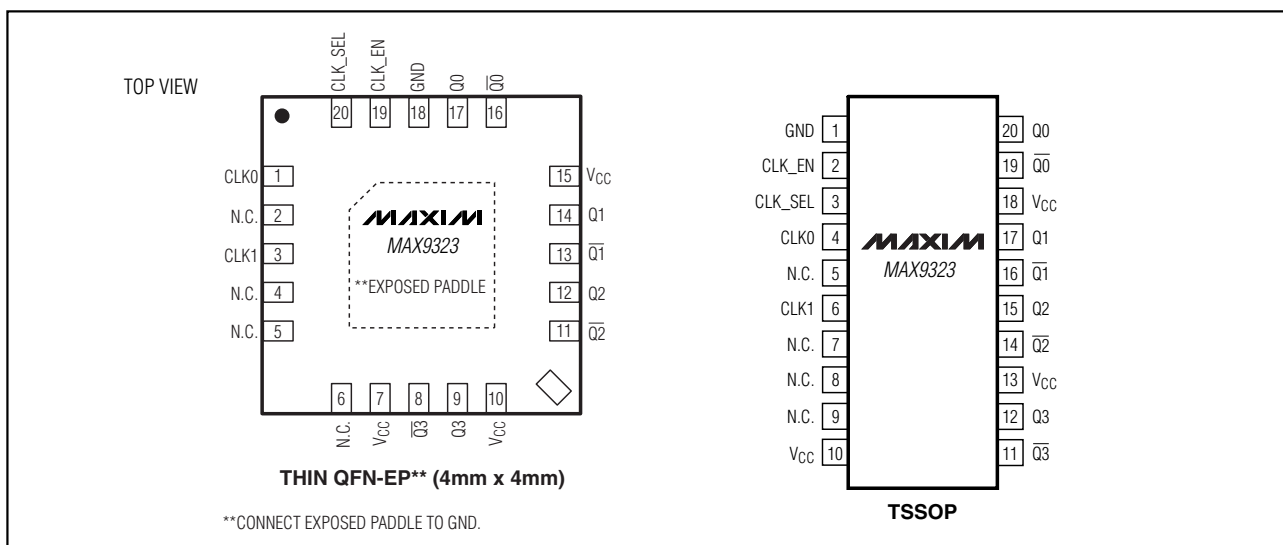 TOP VIEW
CLK_SEL
CLK_EN
GND
Q0
Q̅0̅
20 19 18 17 16
CLK0 1
N.C. 2
CLK1 3
N.C. 4
N.C. 5
15 VCC
14 Q1
13 Q̅1̅
12 Q2
11 Q̅2̅
MAXIM
MAX9323
**EXPOSED PADDLE
6 7 8 9 10
N.C.
VCC
Q̅3̅
Q3
VCC
THIN QFN-EP** (4mm x 4mm)
**CONNECT EXPOSED PADDLE TO GND.
GND 1
CLK_EN 2
CLK_SEL 3
CLK0 4
N.C. 5
CLK1 6
N.C. 7
N.C. 8
N.C. 9
VCC 10
MAXIM
MAX9323
20 Q0
19 Q̅0̅
18 VCC
17 Q1
16 Q̅1̅
15 Q2
14 Q̅2̅
13 VCC
12 Q3
11 Q̅3̅
TSSOP